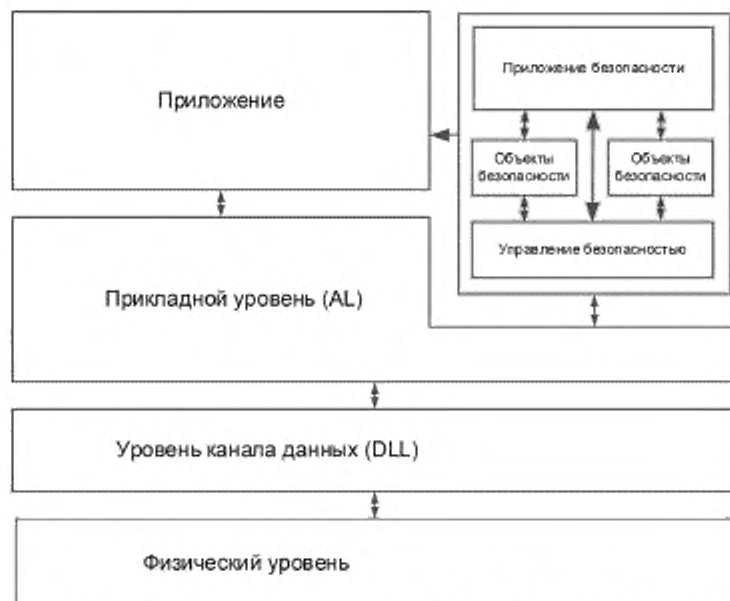 Приложение
Приложение безопасности
Объекты
безопасности
Объекты
безопасности
Управление безопасностью
Прикладной уровень (AL)
Уровень канала данных (DLL)
Физический уровень